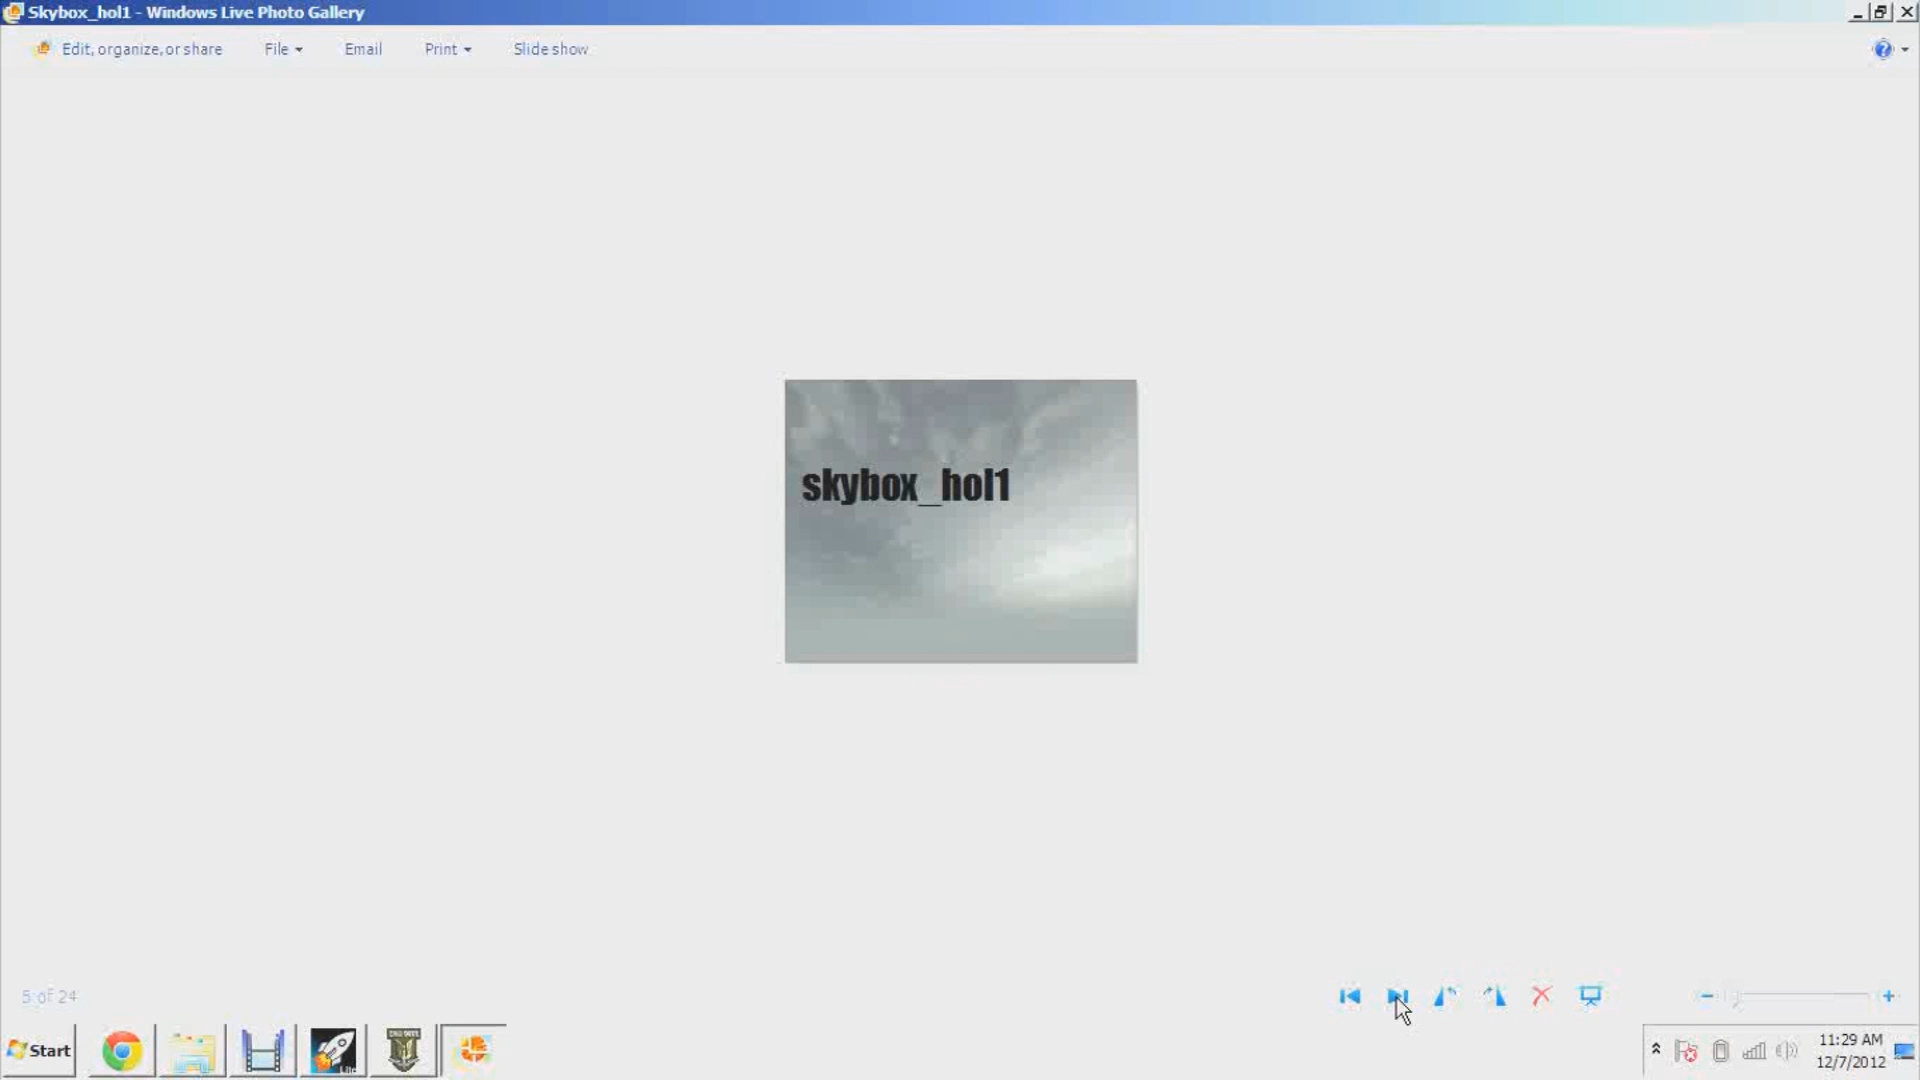 Skybox_hol1 - Windows Live Photo Gallery
Edit, organize, or share File Email Print Slide show
skybox_hol1
5 of 24
Start
Lite
11:29 AM
12/7/2012